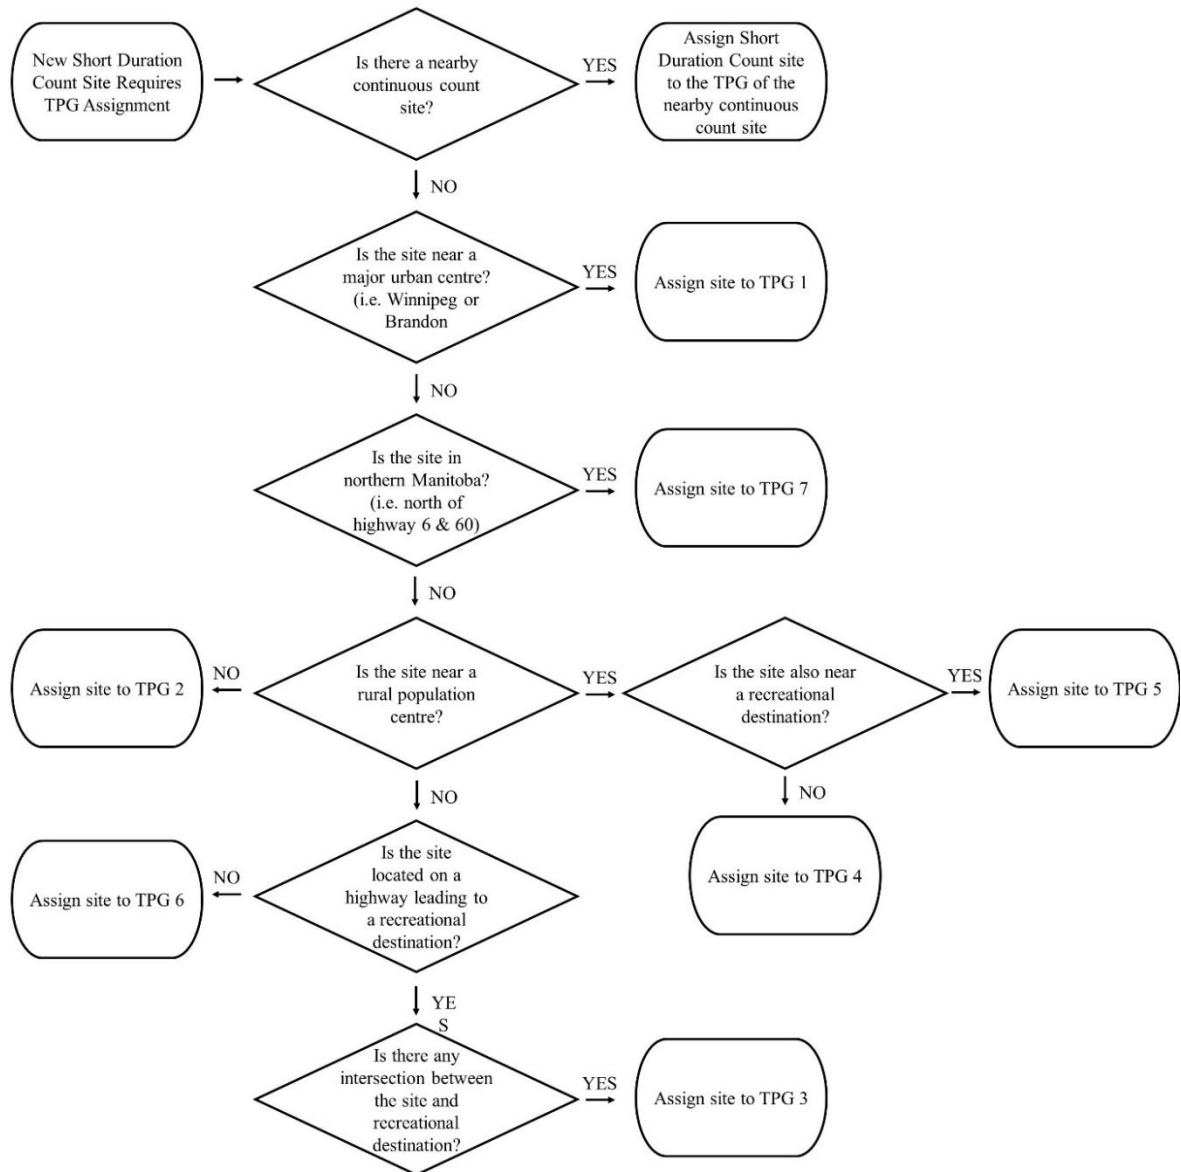 New Short Duration
Count Site Requires
TPG Assignment
Is there a nearby
continuous count
site?
YES
Assign Short
Duration Count site
to the TPG of the
nearby continuous
count site
NO
Is the site near a
major urban centre?
(i.e. Winnipeg or
Brandon
YES
Assign site to TPG 1
NO
Is the site in
northern Manitoba?
(i.e. north of
highway 6 & 60)
YES
Assign site to TPG 7
NO
Assign site to TPG 2
NO
Is the site near a
rural population
centre?
YES
Is the site also near
a recreational
destination?
YES
Assign site to TPG 5
NO
NO
Assign site to TPG 4
Assign site to TPG 6
NO
Is the site
located on a
highway leading to
a recreational
destination?
YE
S
Is there any
intersection between
the site and
recreational
destination?
YES
Assign site to TPG 3